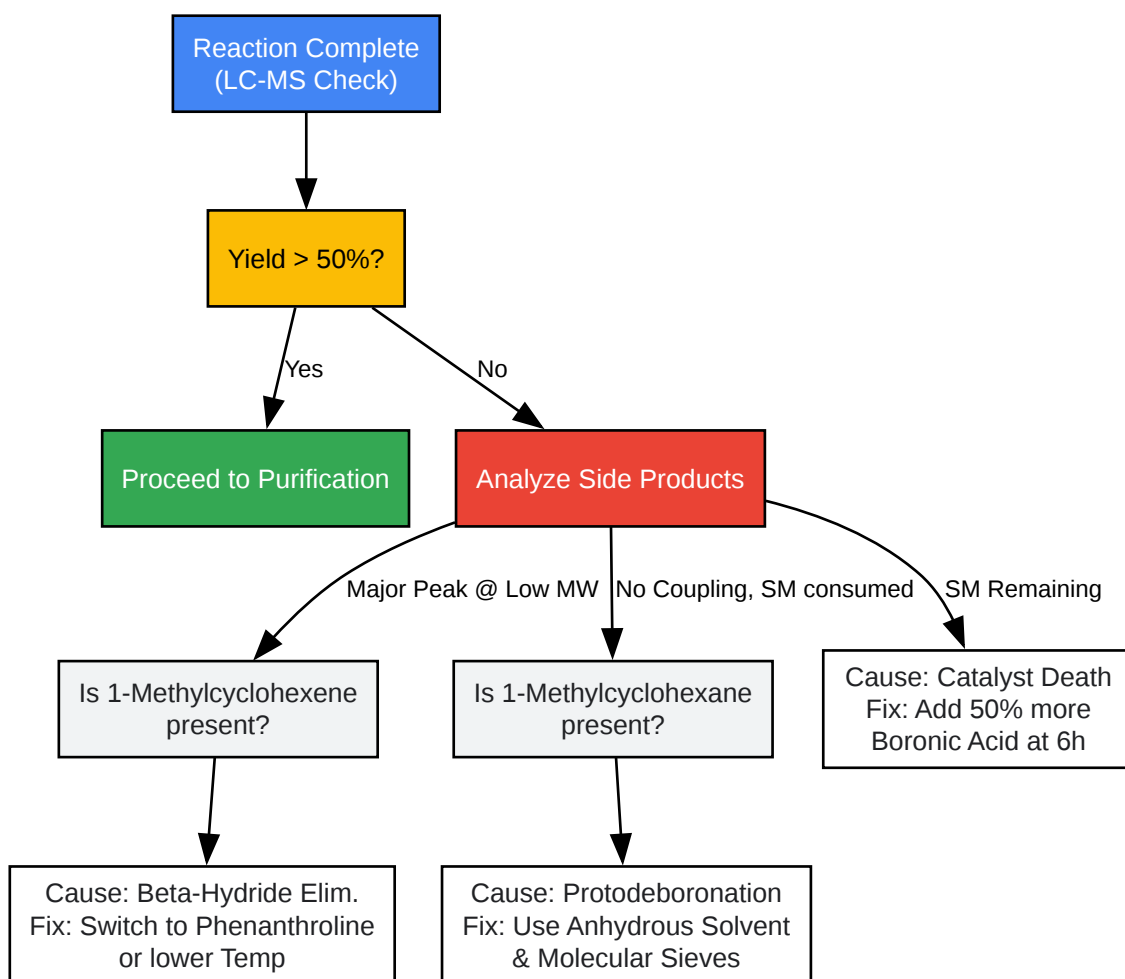 Reaction Complete
(LC-MS Check)
Yield > 50%?
Yes
No
Proceed to Purification
Analyze Side Products
Major Peak @ Low MW
No Coupling, SM consumed
SM Remaining
Is 1-Methylcyclohexene
present?
Is 1-Methylcyclohexane
present?
Cause: Catalyst Death
Fix: Add 50% more
Boronic Acid at 6h
Cause: Beta-Hydride Elim.
Fix: Switch to Phenanthroline
or lower Temp
Cause: Protodeboronation
Fix: Use Anhydrous Solvent
& Molecular Sieves